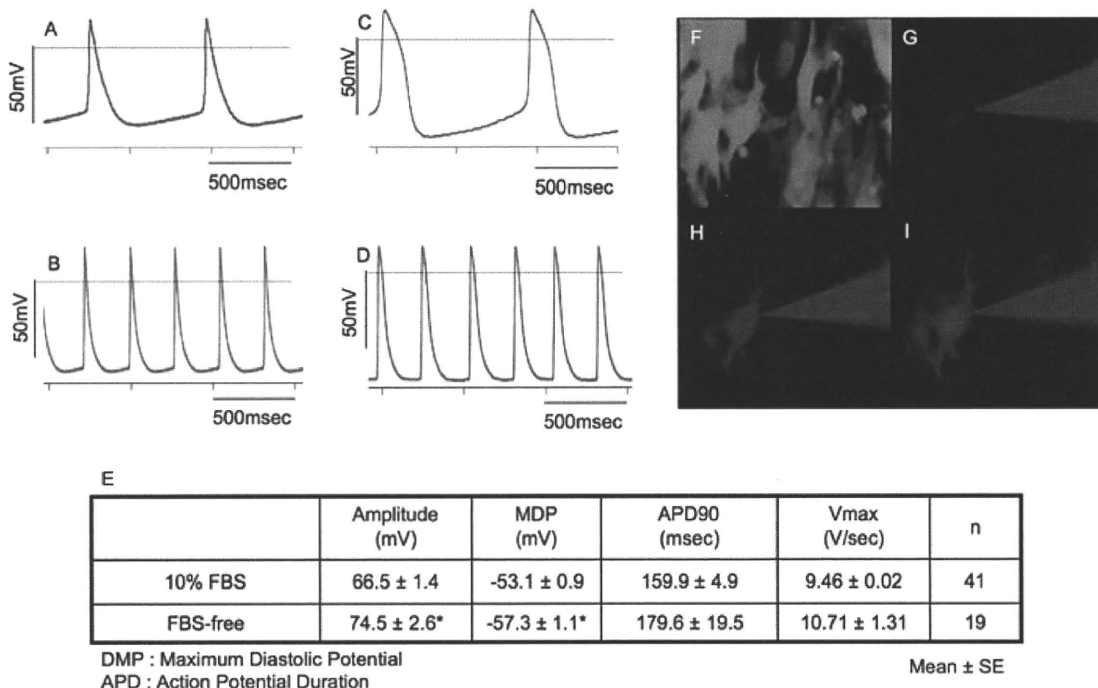 A
50mV
500msec
C
50mV
500msec
B
50mV
500msec
D
50mV
500msec
F
G
H
I
E
Amplitude (mV) MDP (mV) APD90 (msec) Vmax (V/sec) n
10% FBS 66.5 ± 1.4 -53.1 ± 0.9 159.9 ± 4.9 9.46 ± 0.02 41
FBS-free 74.5 ± 2.6* -57.3 ± 1.1* 179.6 ± 19.5 10.71 ± 1.31 19
DMP : Maximum Diastolic Potential
APD : Action Potential Duration
Mean ± SE